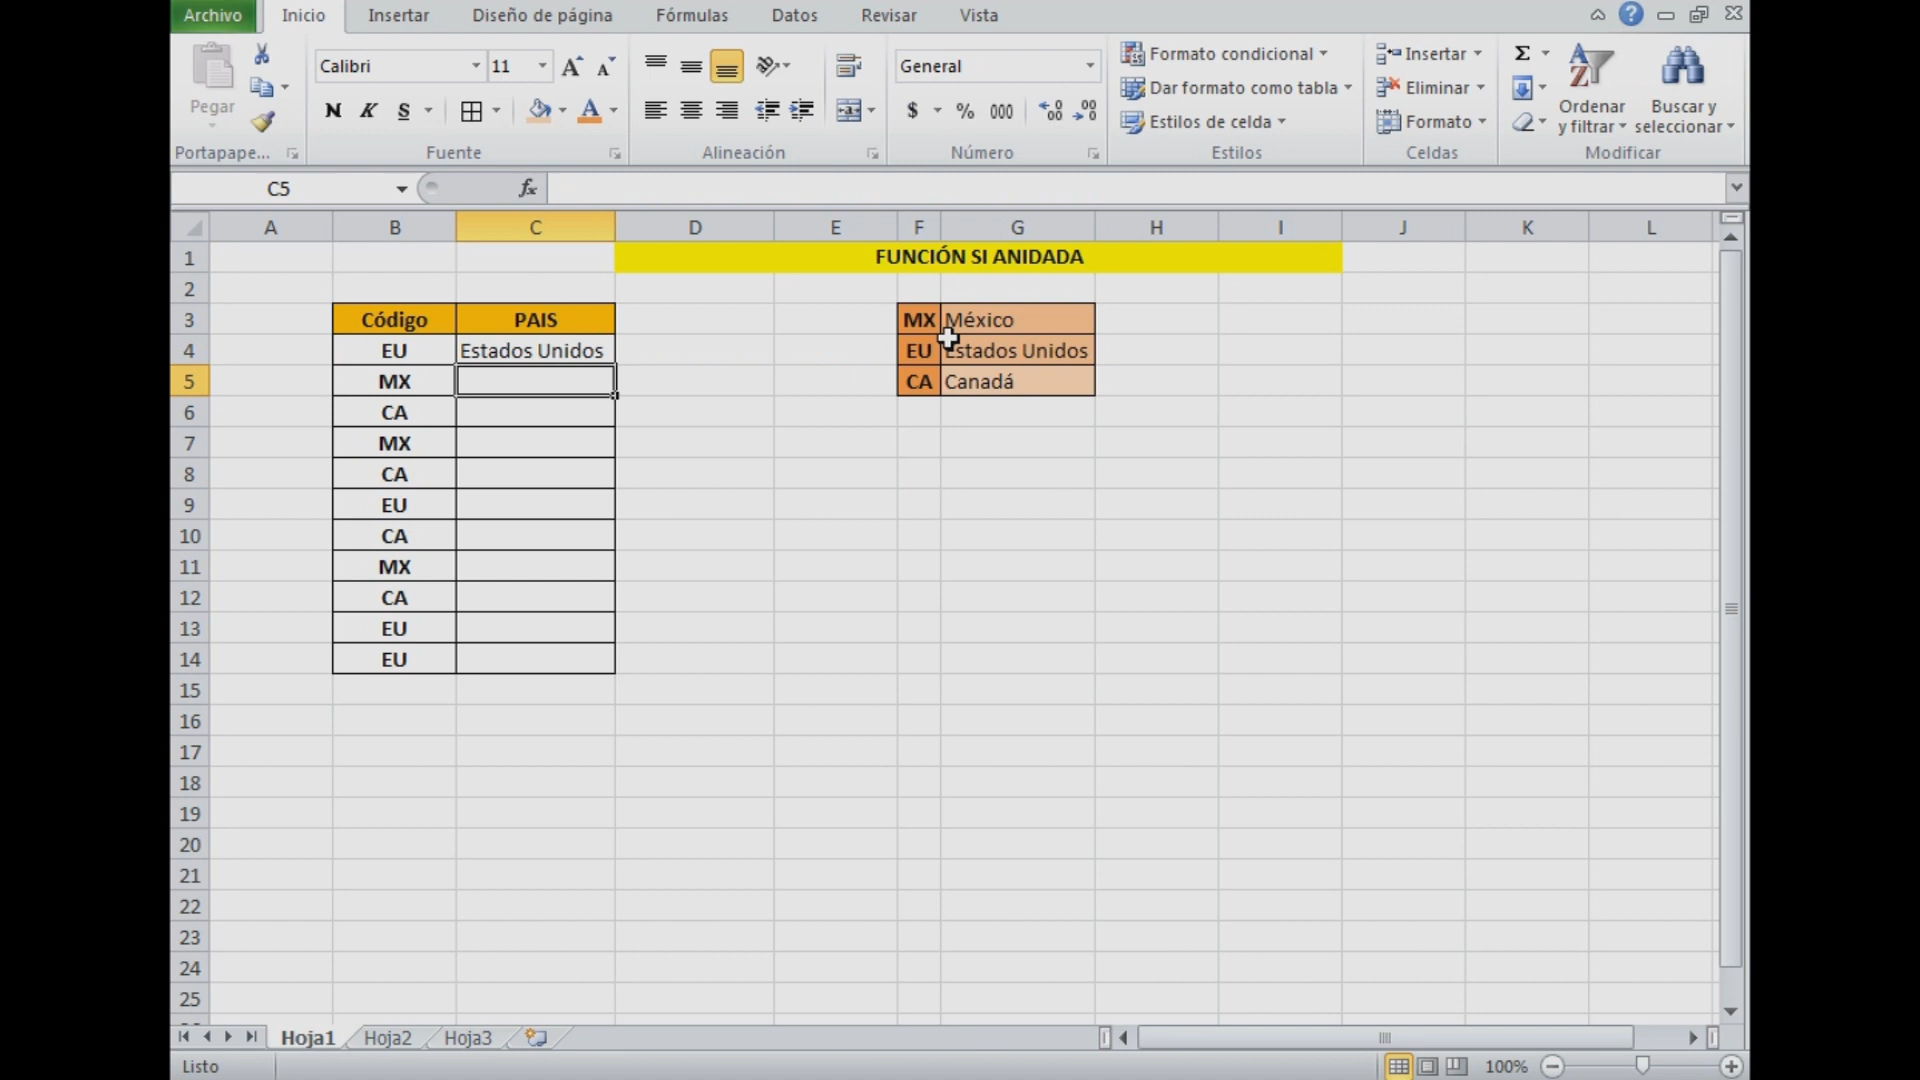 Archivo Inicio Insertar Diseño de página Fórmulas Datos Revisar Vista
Pegar
Portapape...
Calibri 11
N K S
Fuente
Alineación
General
$ % 000
Número
Formato condicional
Dar formato como tabla
Estilos de celda
Estilos
Insertar
Eliminar
Formato
Celdas
Σ
Ordenar y filtrar
Buscar y seleccionar
Modificar
C5 fx
A B C D E F G H I J K L
1 FUNCIÓN SI ANIDADA
2
3 Código PAIS MX México
4 EU Estados Unidos EU Estados Unidos
5 MX CA Canadá
6 CA
7 MX
8 CA
9 EU
10 CA
11 MX
12 CA
13 EU
14 EU
15
16
17
18
19
20
21
22
23
24
25
Hoja1 Hoja2 Hoja3
Listo 100%